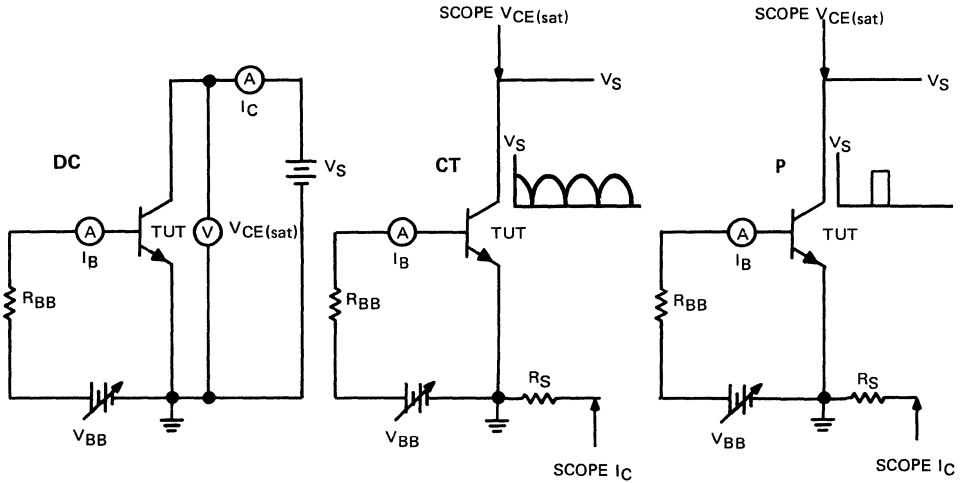 DC
A
IC
VS
A
IB
TUT
V
VCE(sat)
RBB
VBB
SCOPE VCE(sat)
VS
VS
CT
A
IB
TUT
RBB
VBB
RS
SCOPE IC
SCOPE VCE(sat)
VS
VS
P
A
IB
TUT
RBB
VBB
RS
SCOPE IC